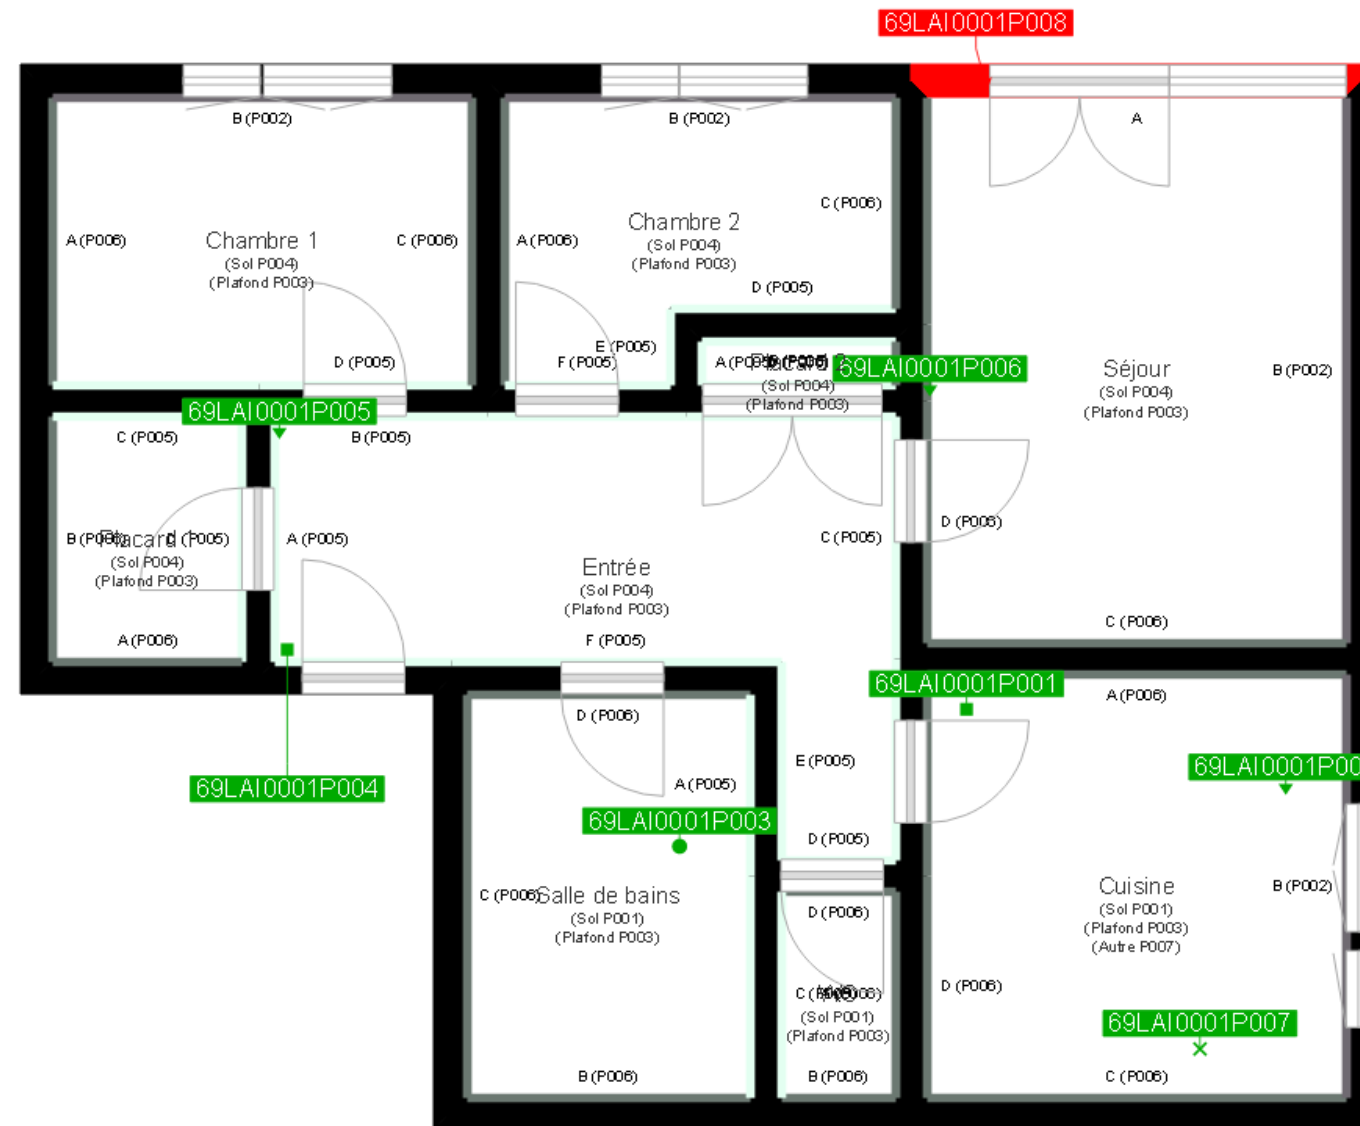 69LAI0001P008
B (P002)
B (P002)
A
A (P006)
Chambre 1
(Sol P004)
(Plafond P003)
C (P006)
A (P006)
Chambre 2
(Sol P004)
(Plafond P003)
C (P006)
D (P005)
D (P005)
F (P005)
E (P005)
(Sol P004)
(Plafond P003)
69LAI0001P006
Séjour
(Sol P004)
(Plafond P003)
B (P002)
69LAI0001P005
C (P005)
B (P005)
Placard 1
(Sol P004)
(Plafond P003)
A (P006)
A (P005)
Entrée
(Sol P004)
(Plafond P003)
F (P005)
C (P005)
D (P006)
C (P006)
69LAI0001P001
A (P006)
D (P006)
A (P005)
E (P005)
69LAI0001P00
69LAI0001P004
69LAI0001P003
D (P005)
C (P006)
Salle de bains
(Sol P001)
(Plafond P003)
D (P006)
Cuisine
(Sol P001)
(Plafond P003)
(Autre P007)
B (P002)
D (P006)
(Sol P001)
(Plafond P003)
69LAI0001P007
B (P006)
B (P006)
C (P006)